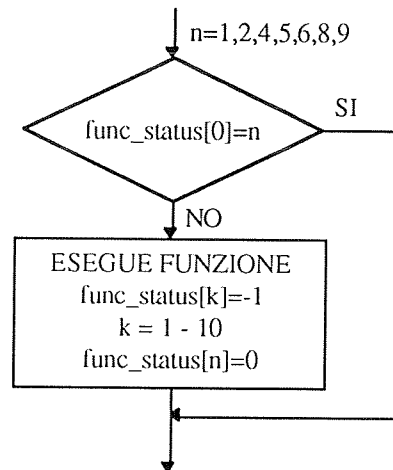 n=1,2,4,5,6,8,9
func_status[0]=n
SI
NO
ESEGUE FUNZIONE
func_status[k]=-1
k = 1 - 10
func_status[n]=0